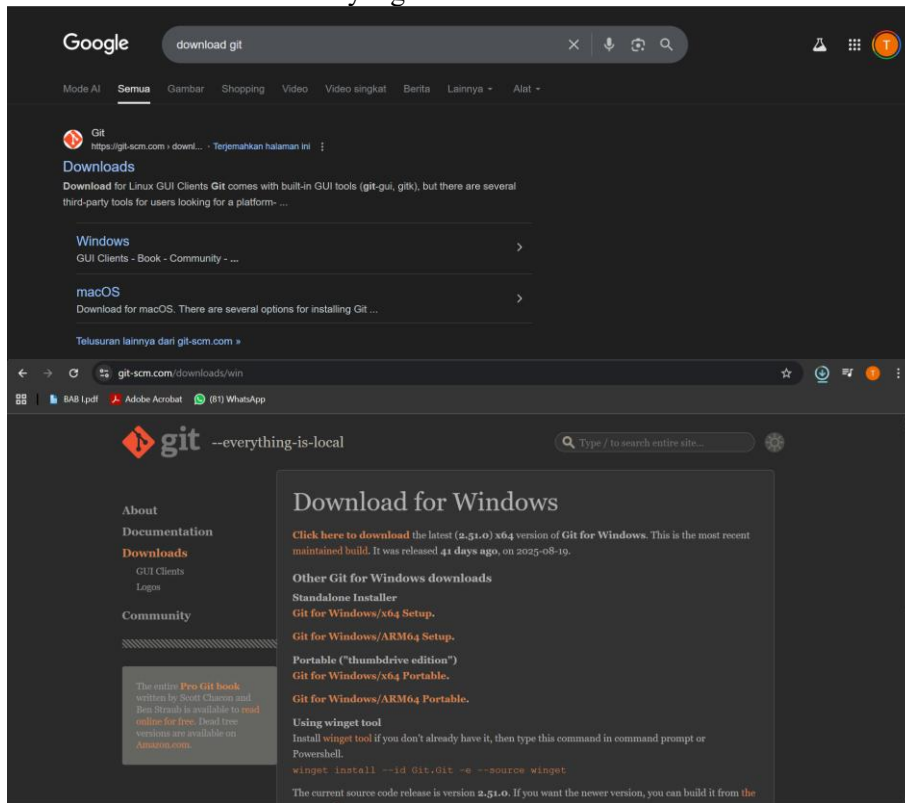 Google
download git
T
Mode AI Semua Gambar Shopping Video Video singkat Berita Lainnya Alat
Git
https://git-scm.com › downl... · Terjemahkan halaman ini
Downloads
Download for Linux GUI Clients Git comes with built-in GUI tools (git-gui, gitk), but there are several
third-party tools for users looking for a platform- ...
Windows
GUI Clients - Book - Community - ...
macOS
Download for macOS. There are several options for installing Git ...
Telusuran lainnya dari git-scm.com »
git-scm.com/downloads/win
T
BAB I.pdf Adobe Acrobat (81) WhatsApp
git --everything-is-local
Type / to search entire site...
About
Documentation
Downloads
GUI Clients
Logos
Community
The entire Pro Git book
written by Scott Chacon and
Ben Straub is available to read
online for free. Dead tree
versions are available on
Amazon.com.
Download for Windows
Click here to download the latest (2.51.0) x64 version of Git for Windows. This is the most recent
maintained build. It was released 41 days ago, on 2025-08-19.
Other Git for Windows downloads
Standalone Installer
Git for Windows/x64 Setup.
Git for Windows/ARM64 Setup.
Portable ("thumbdrive edition")
Git for Windows/x64 Portable.
Git for Windows/ARM64 Portable.
Using winget tool
Install winget tool if you don't already have it, then type this command in command prompt or
Powershell.
winget install --id Git.Git -e --source winget
The current source code release is version 2.51.0. If you want the newer version, you can build it from the